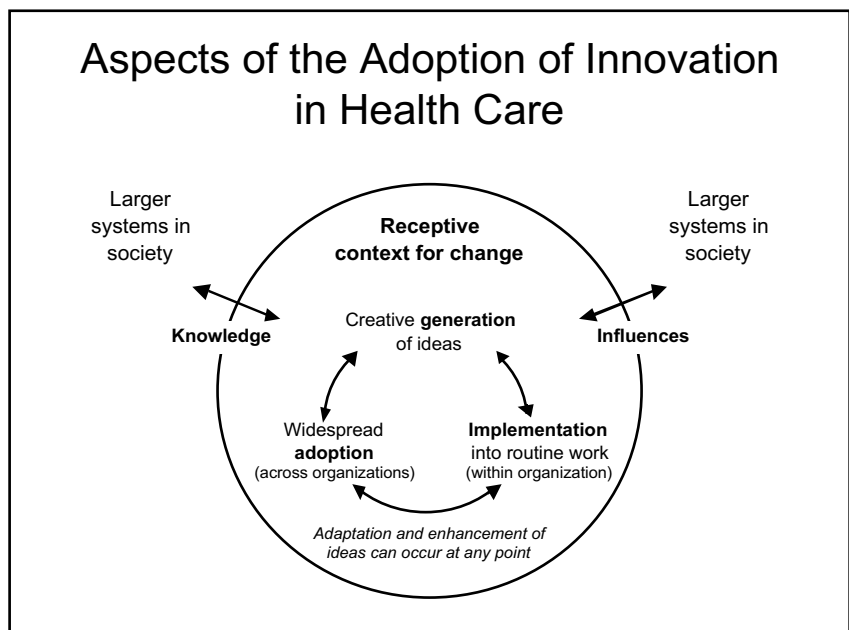 Aspects of the Adoption of Innovation
in Health Care
Larger
systems in
society
Larger
systems in
society
Receptive
context for change
Knowledge
Influences
Creative generation
of ideas
Widespread
adoption
(across organizations)
Implementation
into routine work
(within organization)
Adaptation and enhancement of
ideas can occur at any point